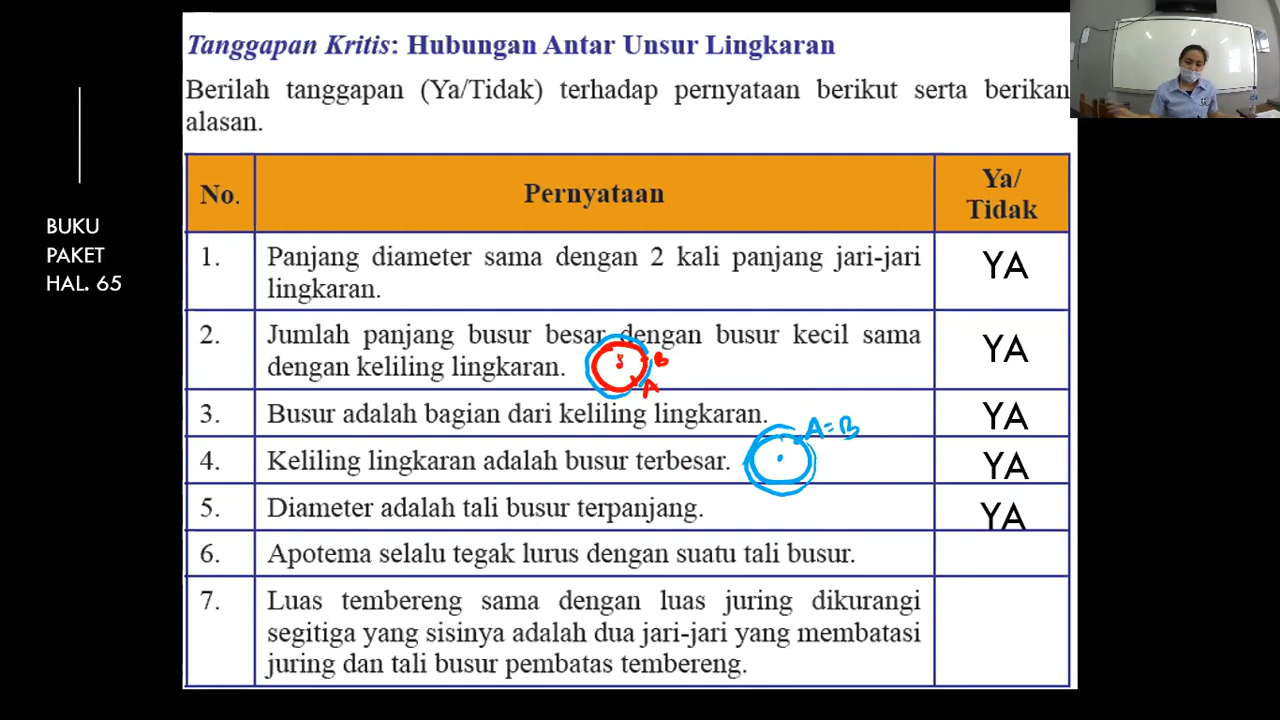 Tanggapan Kritis: Hubungan Antar Unsur Lingkaran
Berilah tanggapan (Ya/Tidak) terhadap pernyataan berikut serta berikan
alasan.
BUKU
PAKET
HAL. 65
No. Pernyataan Ya/
Tidak
1. Panjang diameter sama dengan 2 kali panjang jari-jari YA
lingkaran.
2. Jumlah panjang busur besar dengan busur kecil sama YA
dengan keliling lingkaran.
B
A
3. Busur adalah bagian dari keliling lingkaran. YA
A=B
4. Keliling lingkaran adalah busur terbesar. YA
5. Diameter adalah tali busur terpanjang. YA
6. Apotema selalu tegak lurus dengan suatu tali busur.
7. Luas tembereng sama dengan luas juring dikurangi
segitiga yang sisinya adalah dua jari-jari yang membatasi
juring dan tali busur pembatas tembereng.